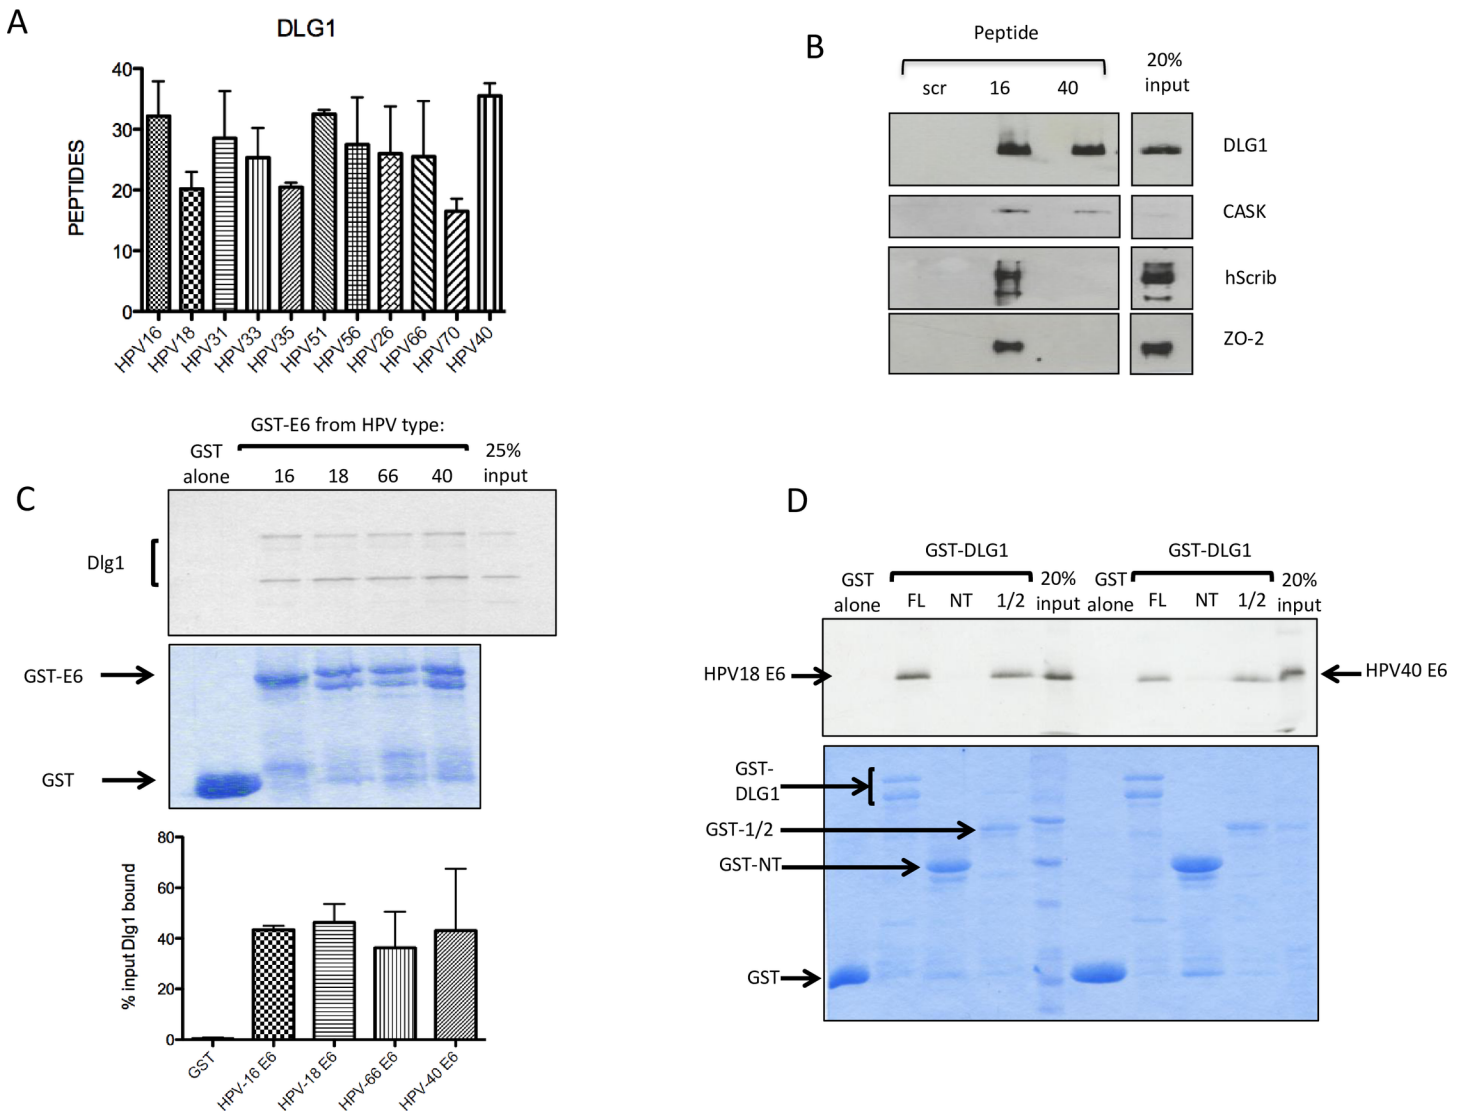 A
DLG1
PEPTIDES
40
30
20
10
0
HPV16
HPV18
HPV31
HPV33
HPV35
HPV51
HPV56
HPV26
HPV66
HPV70
HPV40
B
Peptide
20%
input
scr
16
40
DLG1
CASK
hScrib
ZO-2
C
GST-E6 from HPV type:
GST
alone
16
18
66
40
25%
input
Dlg1
GST-E6
GST
% input Dlg1 bound
80
60
40
20
0
GST
HPV-16 E6
HPV-18 E6
HPV-66 E6
HPV-40 E6
D
GST-DLG1
GST-DLG1
GST
alone
FL
NT
1/2
20%
input
GST
alone
FL
NT
1/2
20%
input
HPV18 E6
HPV40 E6
GST-
DLG1
GST-1/2
GST-NT
GST